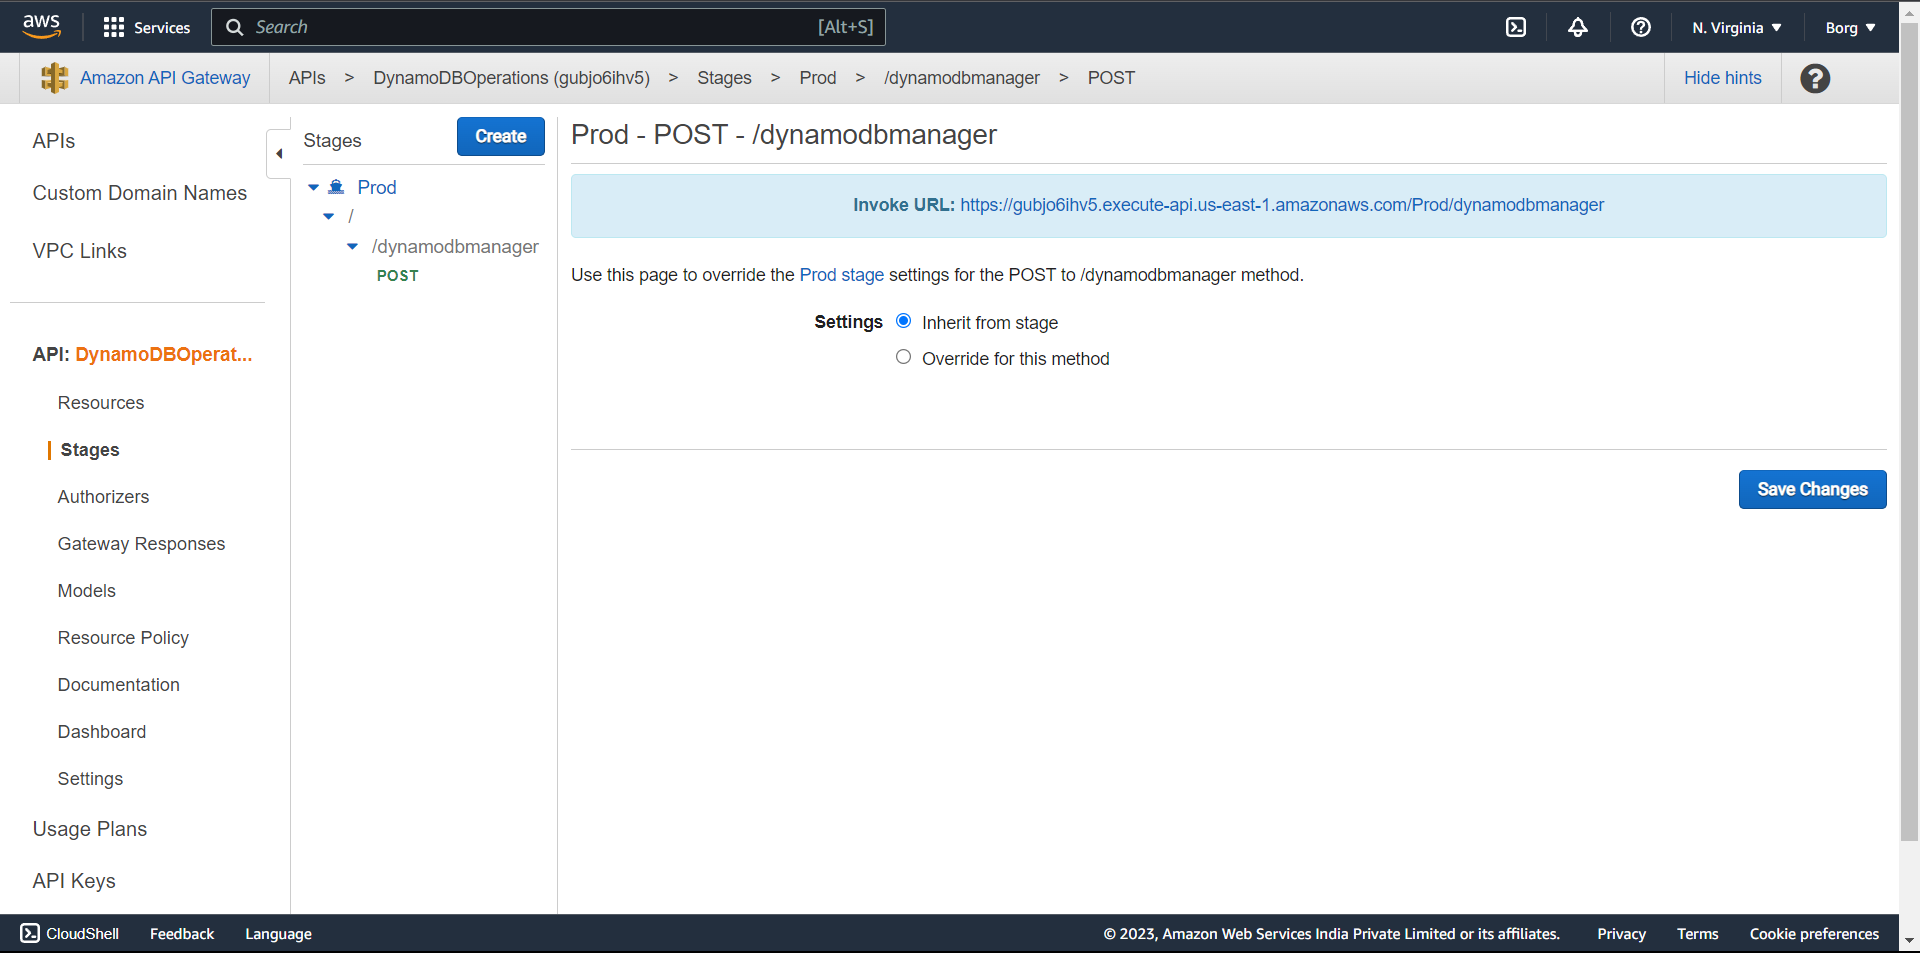 aws Services Search [Alt+S] N. Virginia Borg
Amazon API Gateway APIs > DynamoDBOperations (gubjo6ihv5) > Stages > Prod > /dynamodbmanager > POST Hide hints ?
APIs
Custom Domain Names
VPC Links
API: DynamoDBOperat...
Resources
Stages
Authorizers
Gateway Responses
Models
Resource Policy
Documentation
Dashboard
Settings
Usage Plans
API Keys
Stages Create
Prod
/
/dynamodbmanager
POST
Prod - POST - /dynamodbmanager
Invoke URL: https://gubjo6ihv5.execute-api.us-east-1.amazonaws.com/Prod/dynamodbmanager
Use this page to override the Prod stage settings for the POST to /dynamodbmanager method.
Settings Inherit from stage
Override for this method
Save Changes
CloudShell Feedback Language © 2023, Amazon Web Services India Private Limited or its affiliates. Privacy Terms Cookie preferences